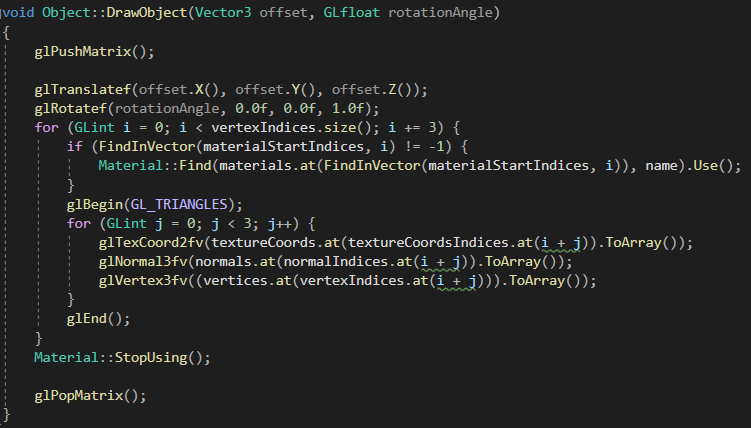 void Object::DrawObject(Vector3 offset, GLfloat rotationAngle)
{
glPushMatrix();
glTranslatef(offset.X(), offset.Y(), offset.Z());
glRotatef(rotationAngle, 0.0f, 0.0f, 1.0f);
for (GLint i = 0; i < vertexIndices.size(); i += 3) {
if (FindInVector(materialStartIndices, i) != -1) {
Material::Find(materials.at(FindInVector(materialStartIndices, i)), name).Use();
}
glBegin(GL_TRIANGLES);
for (GLint j = 0; j < 3; j++) {
glTexCoord2fv(textureCoords.at(textureCoordsIndices.at(i + j)).ToArray());
glNormal3fv(normals.at(normalIndices.at(i + j)).ToArray());
glVertex3fv((vertices.at(vertexIndices.at(i + j))).ToArray());
}
glEnd();
}
Material::StopUsing();
glPopMatrix();
}